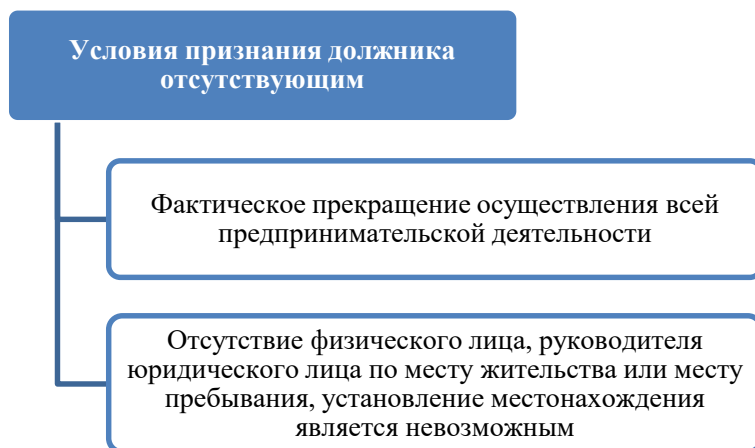 Условия признания должника
отсутствующим
Фактическое прекращение осуществления всей
предпринимательской деятельности
Отсутствие физического лица, руководителя
юридического лица по месту жительства или месту
пребывания, установление местонахождения
является невозможным